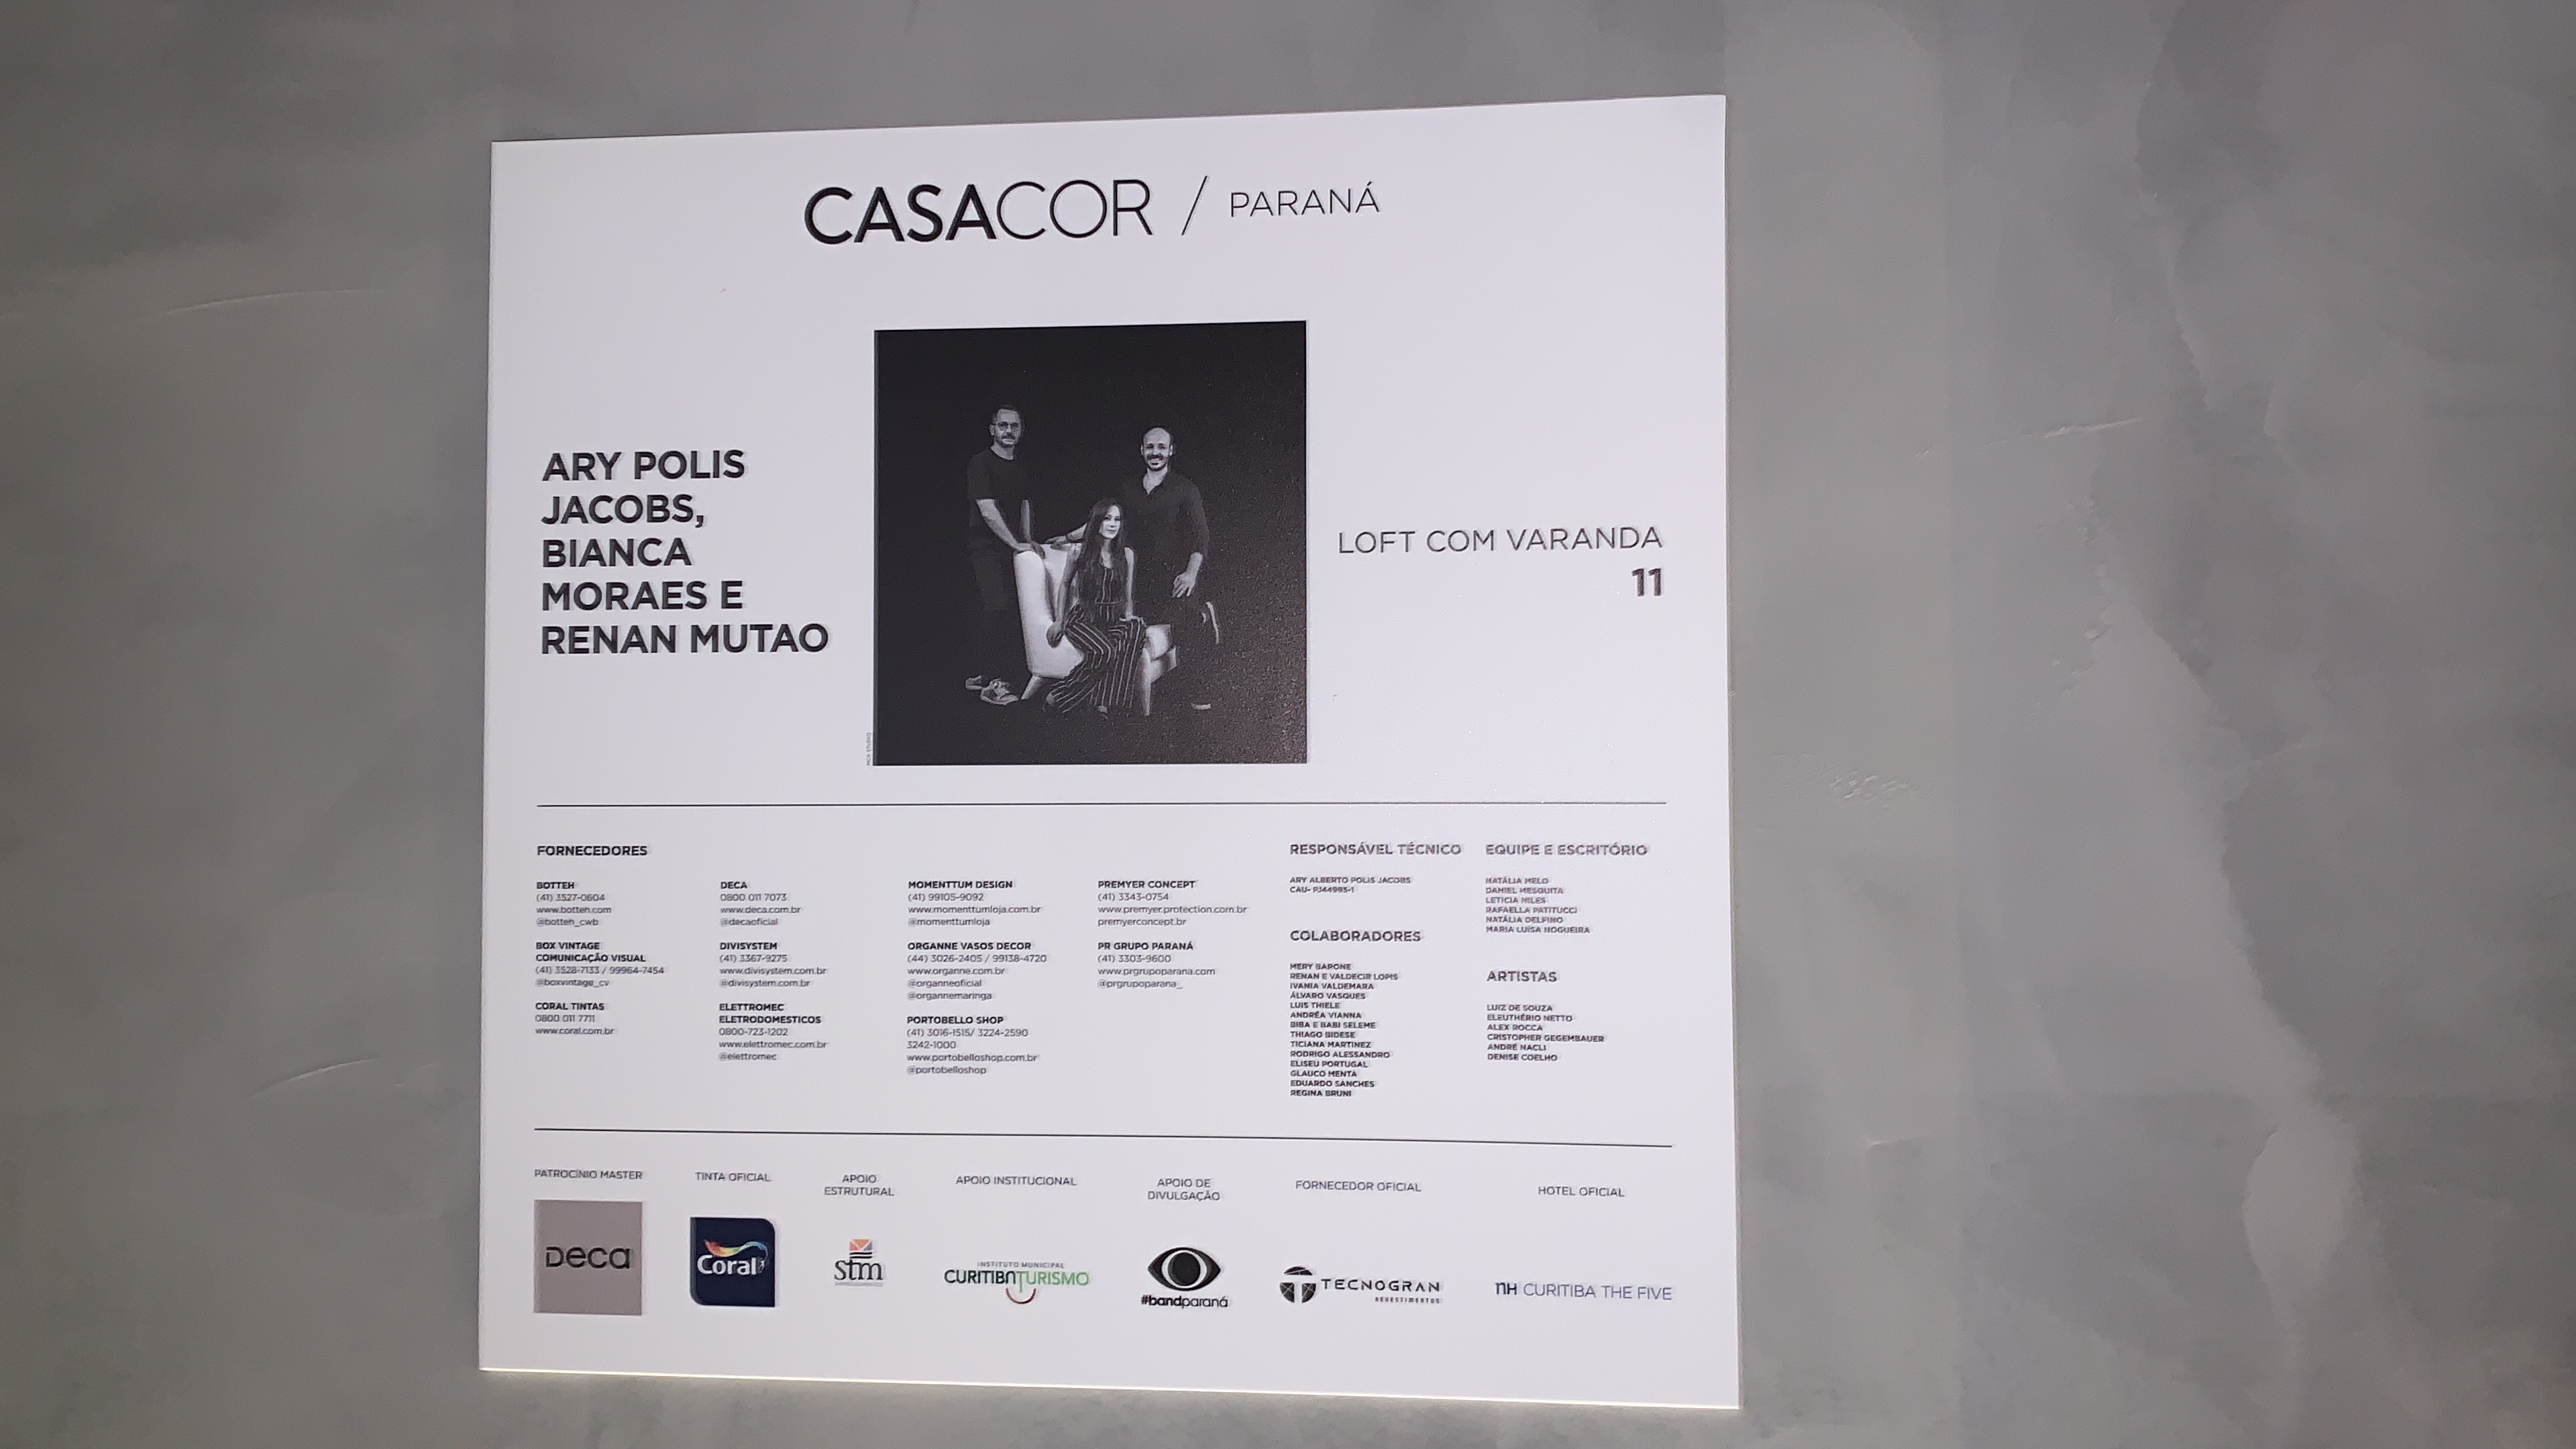 CASACOR / PARANÁ
ARY POLIS
JACOBS,
BIANCA
MORAES E
RENAN MUTAO
LOFT COM VARANDA
11
FORNECEDORES
BOTTEH
(41) 3527-0604
www.botteh.com
@botteh_cwb
BOX VINTAGE
COMUNICAÇÃO VISUAL
(41) 3528-7133 / 99964-7454
@boxvintage_cv
CORAL TINTAS
0800 011 7711
www.coral.com.br
DECA
0800 011 7073
www.deca.com.br
@decaoficial
DIVISYSTEM
(41) 3367-9275
www.divisystem.com.br
@divisystem.com.br
ELETTROMEC
ELETRODOMESTICOS
0800-723-1202
www.elettromec.com.br
@elettromec
MOMENTTUM DESIGN
(41) 99105-9092
www.momenttumloja.com.br
@momenttumloja
ORGANNE VASOS DECOR
(44) 3026-2405 / 99138-4720
www.organne.com.br
@organneoficial
@organnemaringa
PORTOBELLO SHOP
(41) 3016-1515/ 3224-2590
3242-1000
www.portobelloshop.com.br
@portobelloshop
PREMYER CONCEPT
(41) 3343-0754
www.premyer.protection.com.br
premyerconcept.br
PR GRUPO PARANÁ
(41) 3303-9600
www.prgrupoparana.com
@prgrupoparana_
RESPONSÁVEL TÉCNICO
ARY ALBERTO POLIS JACOBS
CAU- PJ44995-1
COLABORADORES
MERY BARONE
RENAN E VALDECIR LOPIS
IVANIA VALDEMARA
ÁLVARO VASQUES
LUIS THIELE
ANDRÉA VIANNA
BIBA E BABI SELEME
THIAGO BIDESE
TICIANA MARTINEZ
RODRIGO ALESSANDRO
ELISEU PORTUGAL
GLAUCO MENTA
EDUARDO SANCHES
REGINA BRUNI
EQUIPE E ESCRITÓRIO
NATÁLIA MELO
DANIEL MESQUITA
LETICIA NILES
RAFAELLA PATITUCCI
NATÁLIA DELFINO
MARIA LUÍSA NOGUEIRA
ARTISTAS
LUIZ DE SOUZA
ELEUTHÉRIO NETTO
ALEX ROCCA
CRISTOPHER GEGEMBAUER
ANDRÉ NACLI
DENISE COELHO
PATROCÍNIO MASTER
Deca
TINTA OFICIAL
Coral
APOIO
ESTRUTURAL
stm
APOIO INSTITUCIONAL
INSTITUTO MUNICIPAL
CURITIBA TURISMO
APOIO DE
DIVULGAÇÃO
#bandparaná
FORNECEDOR OFICIAL
TECNOGRAN
REVESTIMENTOS
HOTEL OFICIAL
nH CURITIBA THE FIVE